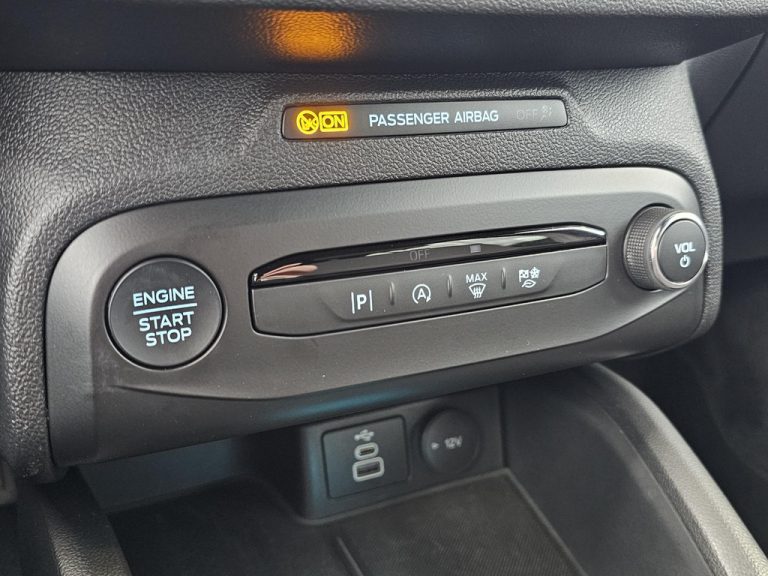 ON PASSENGER AIRBAG OFF
OFF
P A MAX
ENGINE
START
STOP
VOL
12V